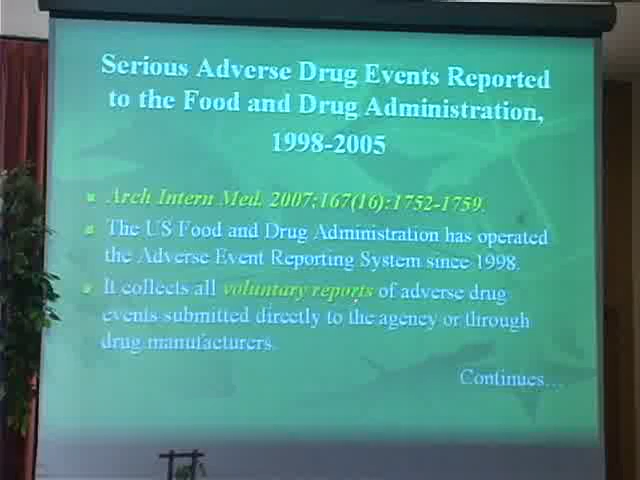 Serious Adverse Drug Events Reported
to the Food and Drug Administration,
1998-2005
Arch Intern Med. 2007;167(16):1752-1759.
The US Food and Drug Administration has operated
the Adverse Event Reporting System since 1998.
It collects all voluntary reports of adverse drug
events submitted directly to the agency or through
drug manufacturers.
Continues...